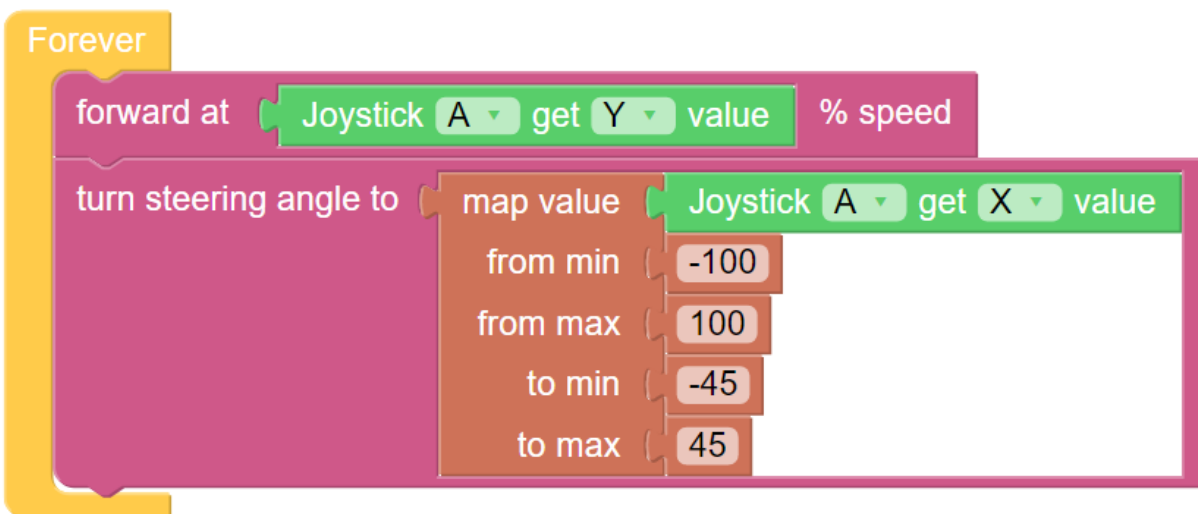 Forever
forward at Joystick A get Y value % speed
turn steering angle to map value Joystick A get X value
from min -100
from max 100
to min -45
to max 45